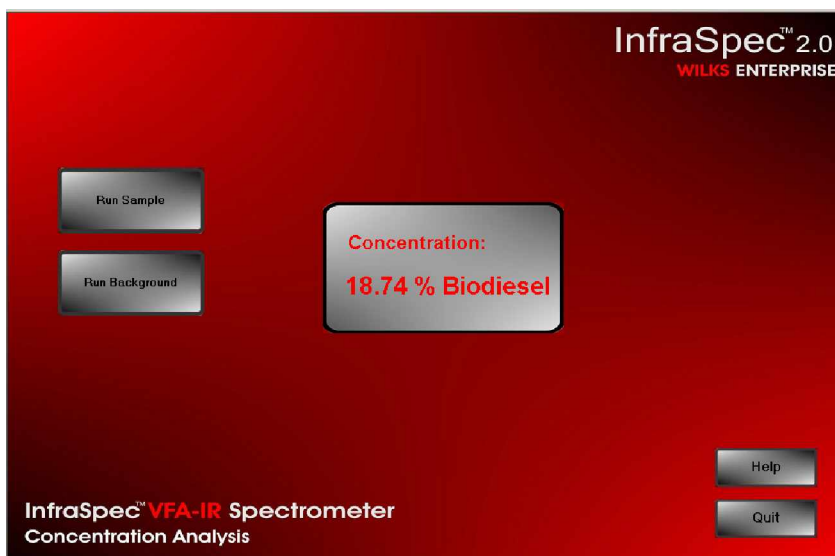 InfraSpec™ 2.0
WILKS ENTERPRISE
Run Sample
Run Background
Concentration:
18.74 % Biodiesel
Help
Quit
InfraSpec™ VFA-IR Spectrometer
Concentration Analysis